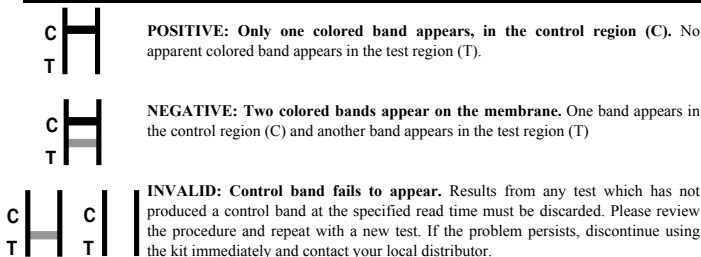 C
T
POSITIVE: Only one colored band appears, in the control region (C). No
apparent colored band appears in the test region (T).
C
T
NEGATIVE: Two colored bands appear on the membrane. One band appears in
the control region (C) and another band appears in the test region (T)
C C
T T
INVALID: Control band fails to appear. Results from any test which has not
produced a control band at the specified read time must be discarded. Please review
the procedure and repeat with a new test. If the problem persists, discontinue using
the kit immediately and contact your local distributor.